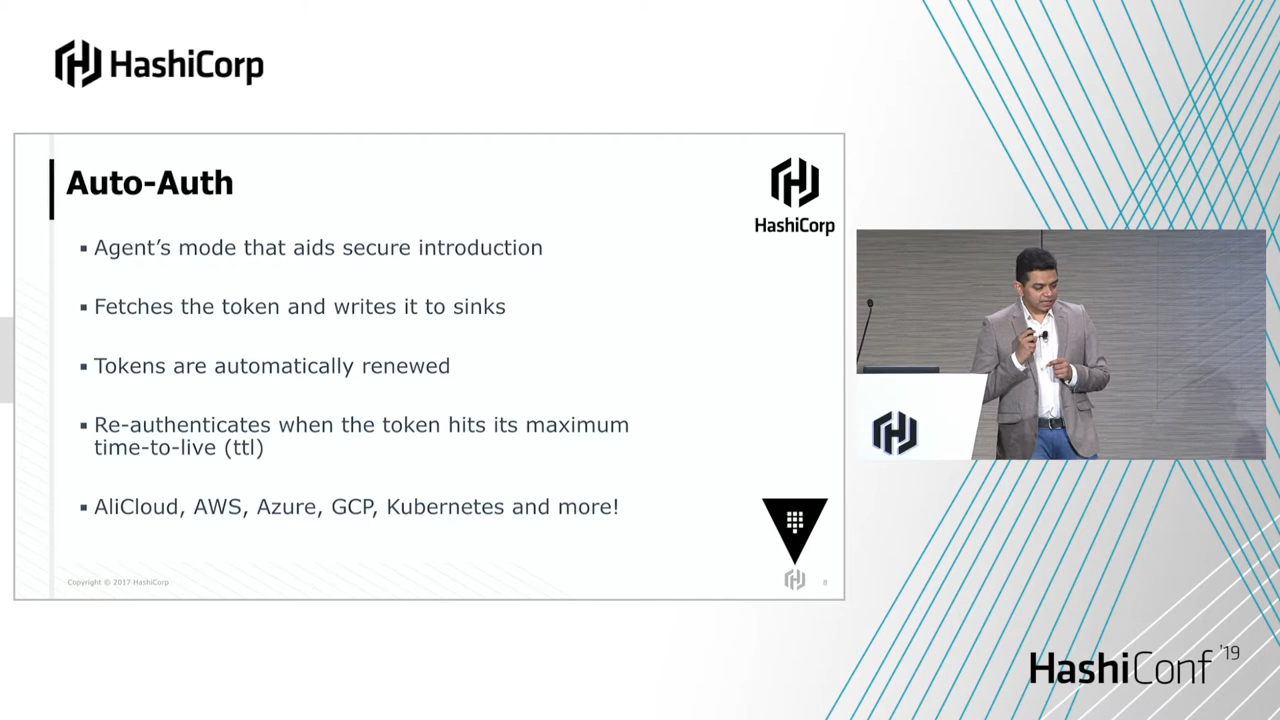 HashiCorp
Auto-Auth
HashiCorp
▪ Agent’s mode that aids secure introduction
▪ Fetches the token and writes it to sinks
▪ Tokens are automatically renewed
▪ Re-authenticates when the token hits its maximum
time-to-live (ttl)
▪ AliCloud, AWS, Azure, GCP, Kubernetes and more!
Copyright © 2017 HashiCorp
8
HashiConf '19